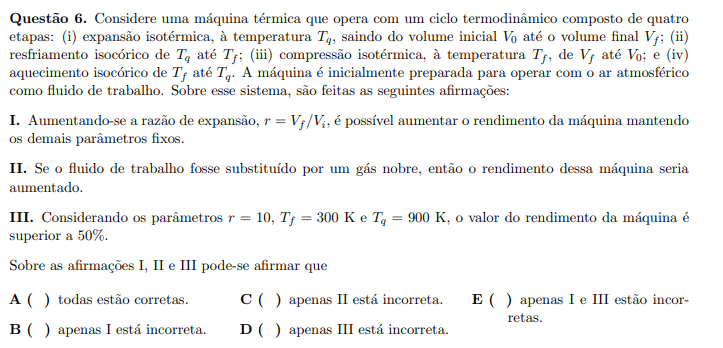 Questão 6. Considere uma máquina térmica que opera com um ciclo termodinâmico composto de quatro
etapas: (i) expansão isotérmica, à temperatura T_q, saindo do volume inicial V_0 até o volume final V_f; (ii)
resfriamento isocórico de T_q até T_f; (iii) compressão isotérmica, à temperatura T_f, de V_f até V_0; e (iv)
aquecimento isocórico de T_f até T_q. A máquina é inicialmente preparada para operar com o ar atmosférico
como fluido de trabalho. Sobre esse sistema, são feitas as seguintes afirmações:
I. Aumentando-se a razão de expansão, r = V_f/V_i, é possível aumentar o rendimento da máquina mantendo
os demais parâmetros fixos.
II. Se o fluido de trabalho fosse substituído por um gás nobre, então o rendimento dessa máquina seria
aumentado.
III. Considerando os parâmetros r = 10, T_f = 300 K e T_q = 900 K, o valor do rendimento da máquina é
superior a 50%.
Sobre as afirmações I, II e III pode-se afirmar que
A ( ) todas estão corretas.
B ( ) apenas I está incorreta.
C ( ) apenas II está incorreta.
D ( ) apenas III está incorreta.
E ( ) apenas I e III estão incor-
retas.